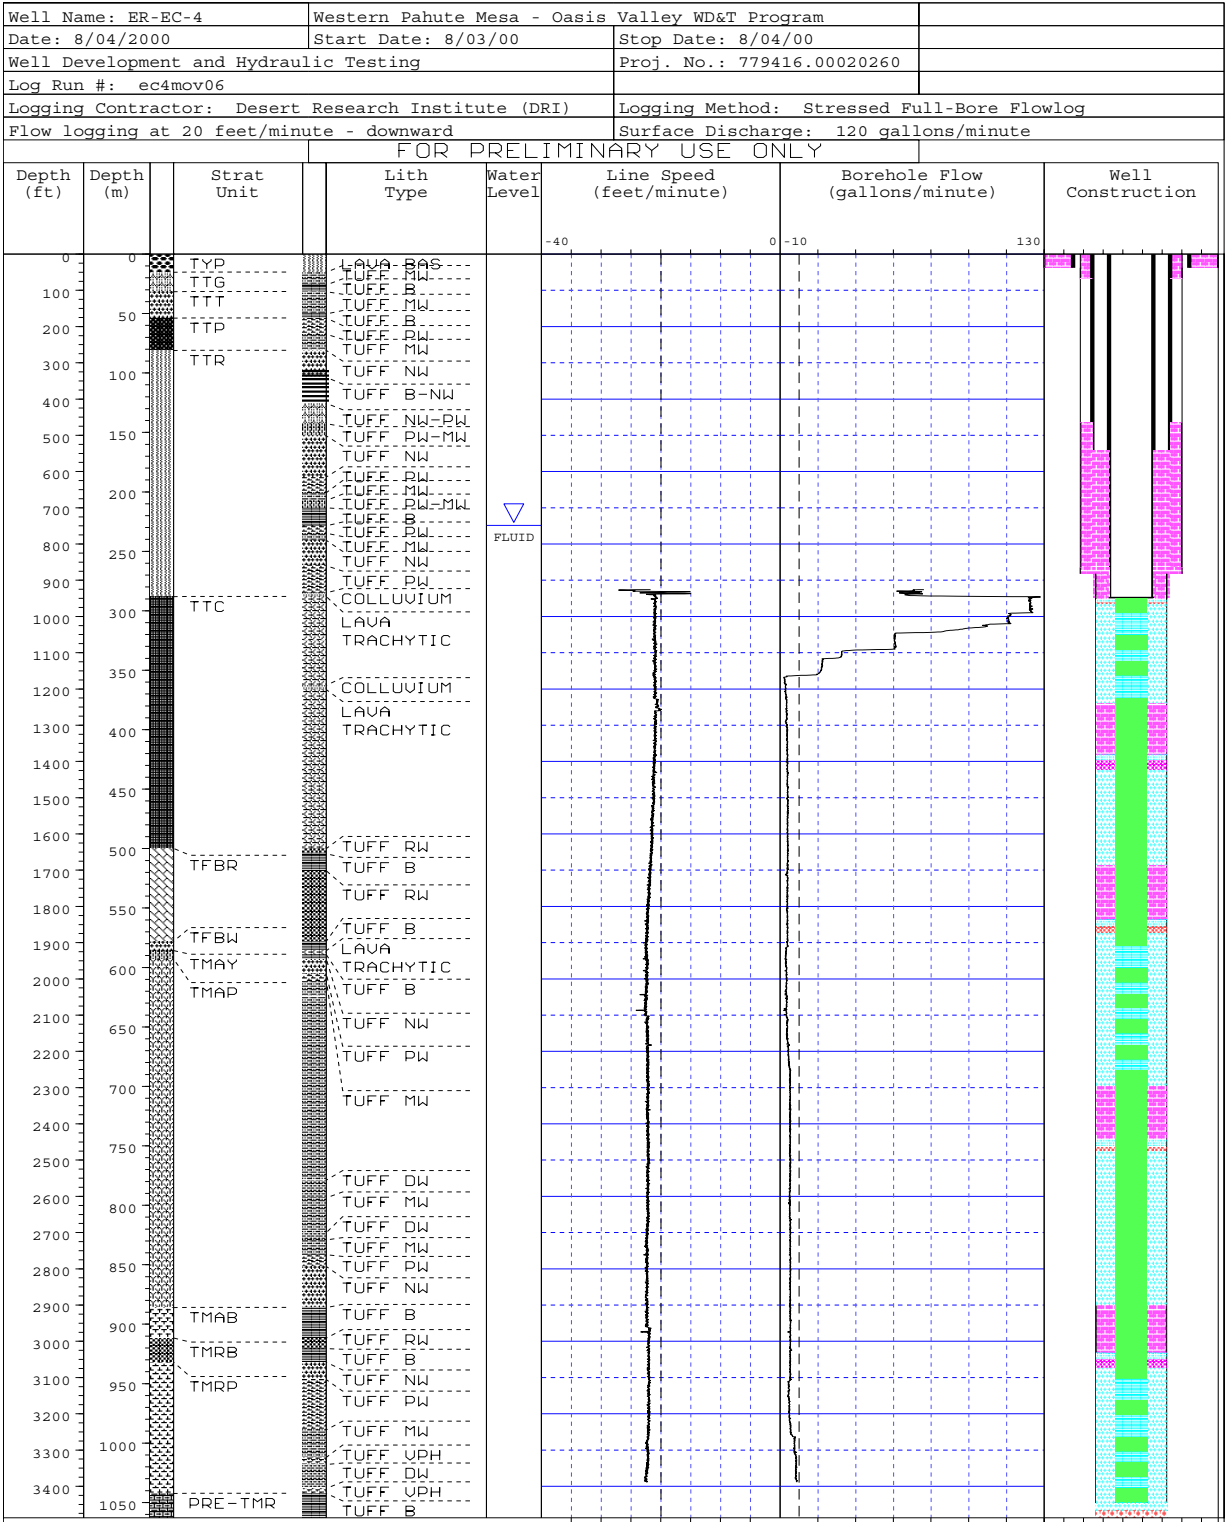 Well Name: ER-EC-4
Western Pahute Mesa - Oasis Valley WD&T Program
Date: 8/04/2000
Start Date: 8/03/00
Stop Date: 8/04/00
Well Development and Hydraulic Testing
Proj. No.: 779416.00020260
Log Run #: ec4mov06
Logging Contractor: Desert Research Institute (DRI)
Logging Method: Stressed Full-Bore Flowlog
Flow logging at 20 feet/minute - downward
Surface Discharge: 120 gallons/minute
FOR PRELIMINARY USE ONLY
Depth
(ft)
Depth
(m)
Strat
Unit
Lith
Type
Water
Level
Line Speed
(feet/minute)
Borehole Flow
(gallons/minute)
Well
Construction
-40
0
-10
130
0
100
200
300
400
500
600
700
800
900
1000
1100
1200
1300
1400
1500
1600
1700
1800
1900
2000
2100
2200
2300
2400
2500
2600
2700
2800
2900
3000
3100
3200
3300
3400
0
50
100
150
200
250
300
350
400
450
500
550
600
650
700
750
800
850
900
950
1000
1050
TYP
TTG
TTT
TTP
TTR
TTC
TFBR
TFBW
TMAY
TMAP
TMAB
TMRB
TMRP
PRE-TMR
LAVA BAS
TUFF MW
TUFF B
TUFF MW
TUFF B
TUFF PW
TUFF MW
TUFF NW
TUFF B-NW
TUFF NW-PW
TUFF PW-MW
TUFF NW
TUFF PW
TUFF MW
TUFF PW-MW
TUFF B
TUFF PW
TUFF MW
TUFF NW
TUFF PW
COLLUVIUM
LAVA
TRACHYTIC
COLLUVIUM
LAVA
TRACHYTIC
TUFF RW
TUFF B
TUFF RW
TUFF B
LAVA
TRACHYTIC
TUFF B
TUFF NW
TUFF PW
TUFF MW
TUFF DW
TUFF MW
TUFF DW
TUFF MW
TUFF PW
TUFF NW
TUFF B
TUFF RW
TUFF B
TUFF NW
TUFF PW
TUFF MW
TUFF VPH
TUFF DW
TUFF VPH
TUFF B
FLUID